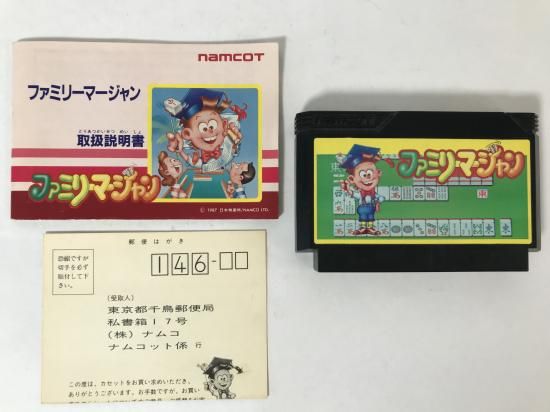 namcot
ファミリーマージャン
とりあつかいせつ めい しょ
取扱説明書
ファミリーマージャン
© 1987 日本物産㈱/NAMCO LTD.
ファミリーマージャン
郵便はがき
恐縮ですが
切手を必ず
貼付して下
さい。
146-□□
(受取人)
東京都千鳥郵便局
私書箱17号
(株)ナムコ
ナムコット係 行
この度は、カセットをお買い求めいただき、
ありがとうございます。お手数ですが、お買い